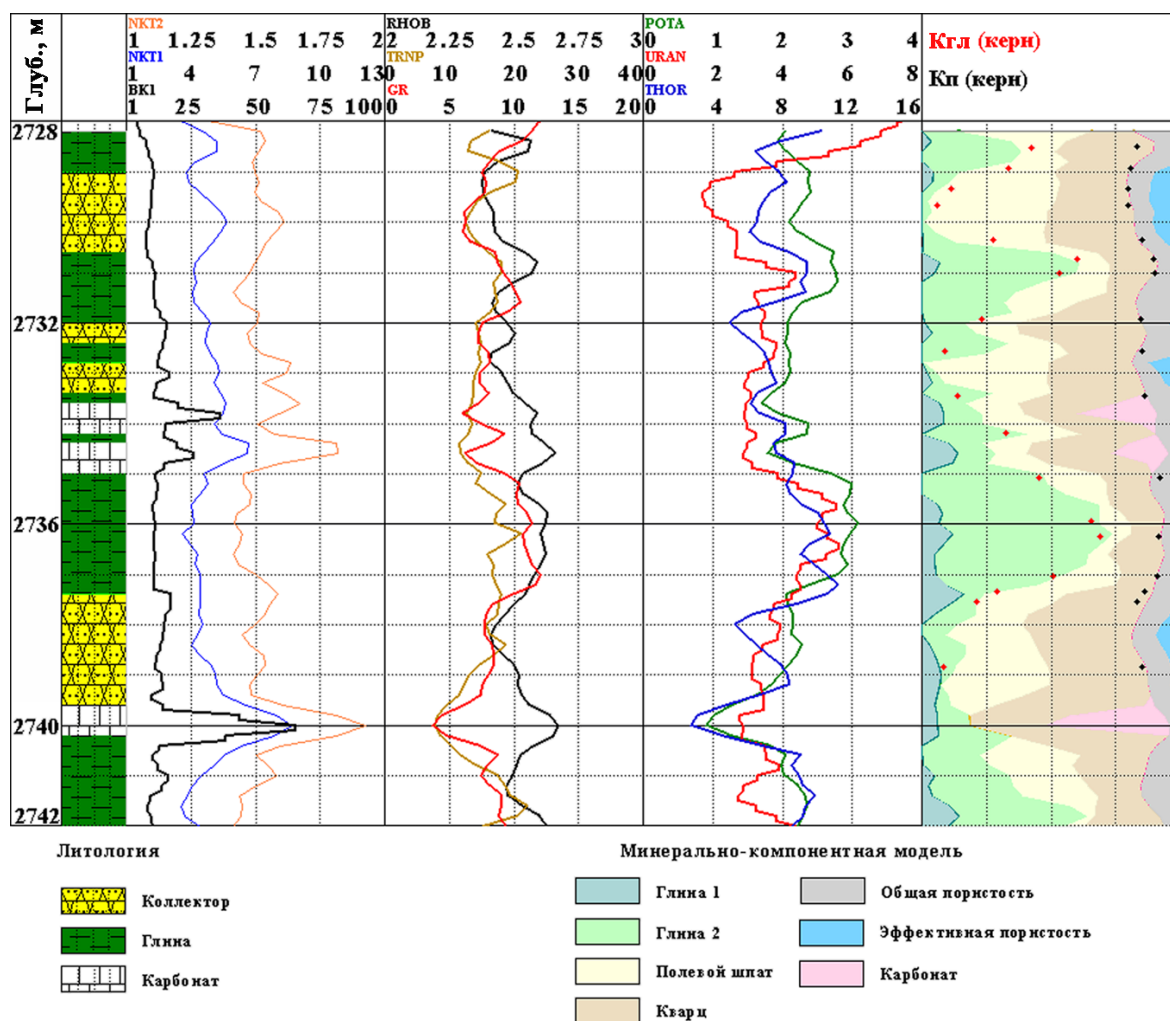 Глуб., м
NKT2
1 1.25 1.5 1.75 2
NKT1
1 4 7 10 13
BK1
1 25 50 75 100
RHOB
2 2.25 2.5 2.75 3
TRNP
0 10 20 30 40
GR
0 5 10 15 20
POTA
0 1 2 3 4
URAN
0 2 4 6 8
THOR
0 4 8 12 16
Кгл (керн)
Кп (керн)
2728
2732
2736
2740
2742
Литология
Коллектор
Глина
Карбонат
Минерально-компонентная модель
Глина 1
Глина 2
Полевой шпат
Кварц
Общая пористость
Эффективная пористость
Карбонат